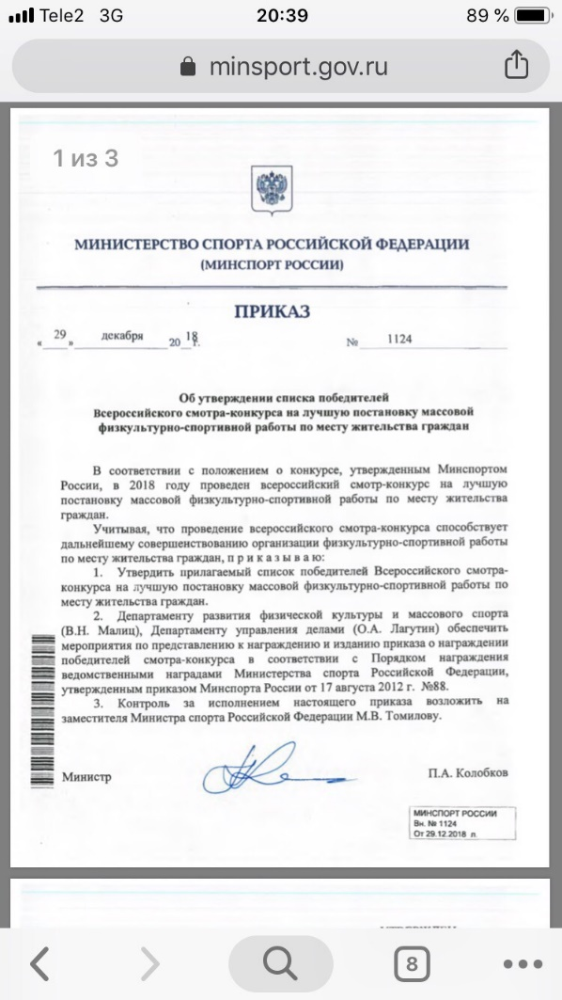 Tele2 3G 20:39 89 %
minsport.gov.ru
1 из 3
МИНИСТЕРСТВО СПОРТА РОССИЙСКОЙ ФЕДЕРАЦИИ
(МИНСПОРТ РОССИИ)
ПРИКАЗ
« 29 » декабря 20 18 г. № 1124
Об утверждении списка победителей
Всероссийского смотра-конкурса на лучшую постановку массовой
физкультурно-спортивной работы по месту жительства граждан
В соответствии с положением о конкурсе, утвержденным Минспортом
России, в 2018 году проведен всероссийский смотр-конкурс на лучшую
постановку массовой физкультурно-спортивной работы по месту жительства
граждан.
Учитывая, что проведение всероссийского смотра-конкурса способствует
дальнейшему совершенствованию организации физкультурно-спортивной работы
по месту жительства граждан, п р и к а з ы в а ю:
1. Утвердить прилагаемый список победителей Всероссийского смотра-
конкурса на лучшую постановку массовой физкультурно-спортивной работы по
месту жительства граждан.
2. Департаменту развития физической культуры и массового спорта
(В.Н. Малиц), Департаменту управления делами (О.А. Лагутин) обеспечить
мероприятия по представлению к награждению и изданию приказа о награждении
победителей смотра-конкурса в соответствии с Порядком награждения
ведомственными наградами Министерства спорта Российской Федерации,
утвержденным приказом Минспорта России от 17 августа 2012 г. №88.
3. Контроль за исполнением настоящего приказа возложить на
заместителя Министра спорта Российской Федерации М.В. Томилову.
Министр П.А. Колобков
МИНСПОРТ РОССИИ
Вн. № 1124
От 29.12.2018 п.
8